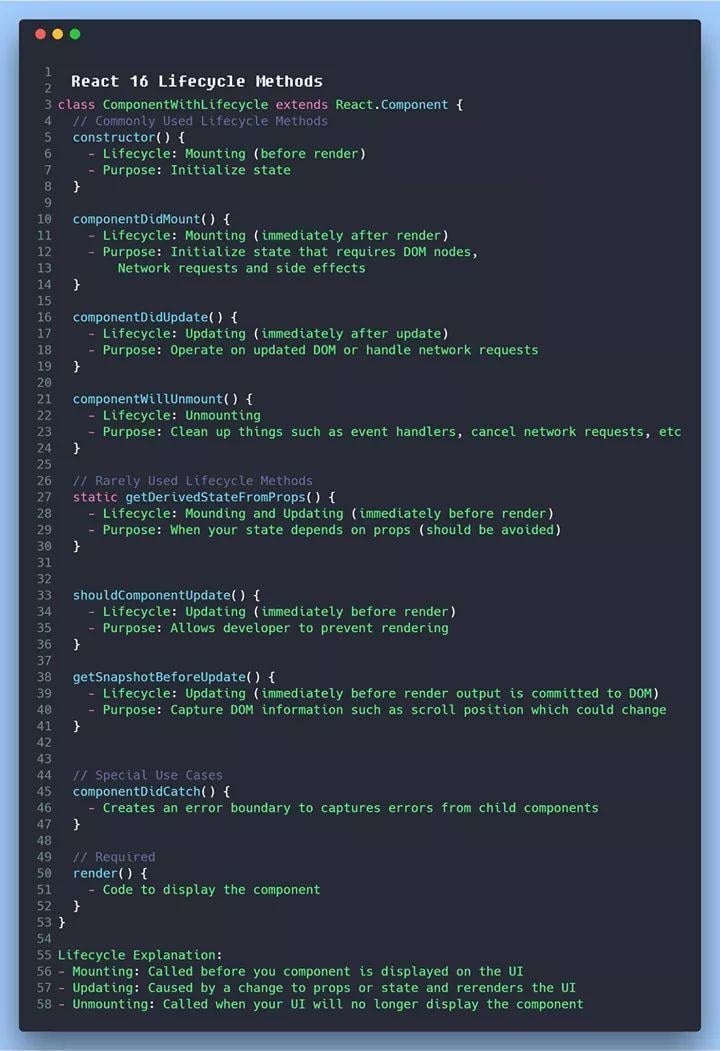 1
2 React 16 Lifecycle Methods
3 class ComponentWithLifecycle extends React.Component {
4 // Commonly Used Lifecycle Methods
5 constructor() {
6 - Lifecycle: Mounting (before render)
7 - Purpose: Initialize state
8 }
9
10 componentDidMount() {
11 - Lifecycle: Mounting (immediately after render)
12 - Purpose: Initialize state that requires DOM nodes,
13 Network requests and side effects
14 }
15
16 componentDidUpdate() {
17 - Lifecycle: Updating (immediately after update)
18 - Purpose: Operate on updated DOM or handle network requests
19 }
20
21 componentWillUnmount() {
22 - Lifecycle: Unmounting
23 - Purpose: Clean up things such as event handlers, cancel network requests, etc
24 }
25
26 // Rarely Used Lifecycle Methods
27 static getDerivedStateFromProps() {
28 - Lifecycle: Mounding and Updating (immediately before render)
29 - Purpose: When your state depends on props (should be avoided)
30 }
31
32
33 shouldComponentUpdate() {
34 - Lifecycle: Updating (immediately before render)
35 - Purpose: Allows developer to prevent rendering
36 }
37
38 getSnapshotBeforeUpdate() {
39 - Lifecycle: Updating (immediately before render output is committed to DOM)
40 - Purpose: Capture DOM information such as scroll position which could change
41 }
42
43
44 // Special Use Cases
45 componentDidCatch() {
46 - Creates an error boundary to captures errors from child components
47 }
48
49 // Required
50 render() {
51 - Code to display the component
52 }
53 }
54
55 Lifecycle Explanation:
56 - Mounting: Called before you component is displayed on the UI
57 - Updating: Caused by a change to props or state and rerenders the UI
58 - Unmounting: Called when your UI will no longer display the component